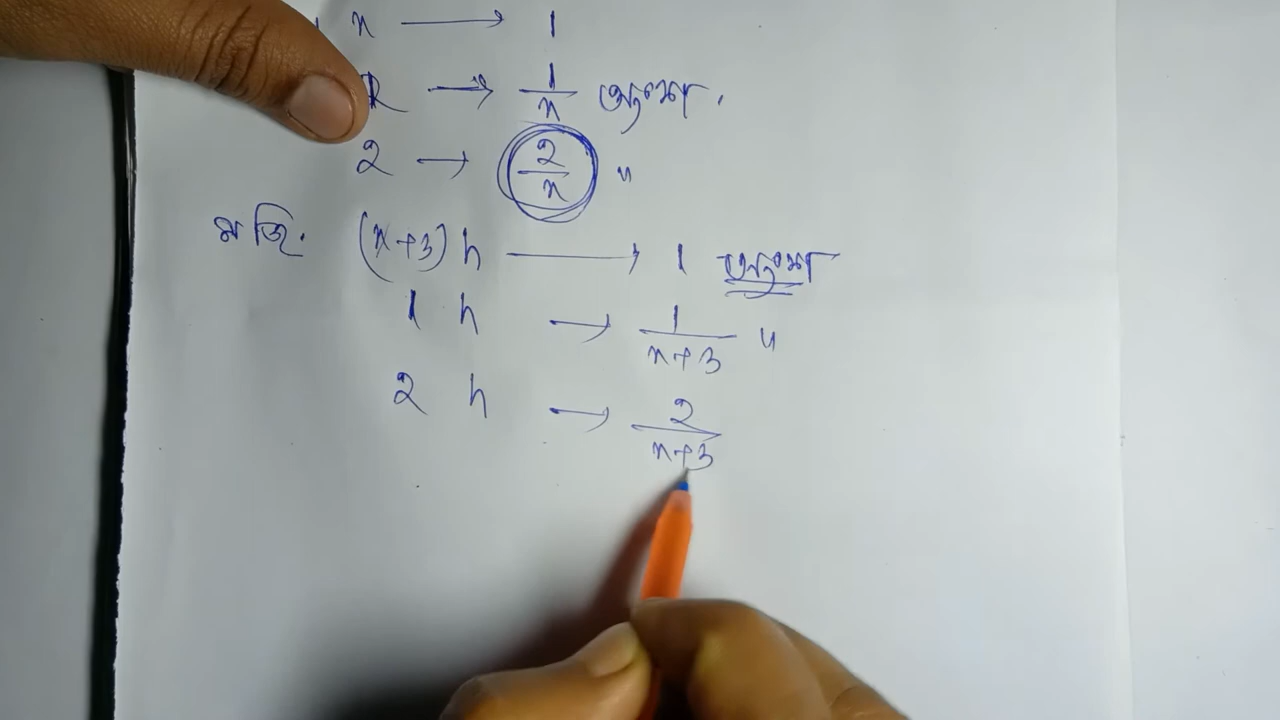 x → 1
R → 1/x অংশ.
2 → 2/x "
মজি. (x+3) h → 1 অংশ
1 h → 1/(x+3) "
2 h → 2/(x+3)